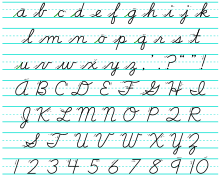 a b c d e f g h i j k
l m n o p q r s t
u v w x y z , ' . ? “ ” !
A B C D E F G H I
J K L M N O P Q R
S T U V W X Y Z
1 2 3 4 5 6 7 8 9 10